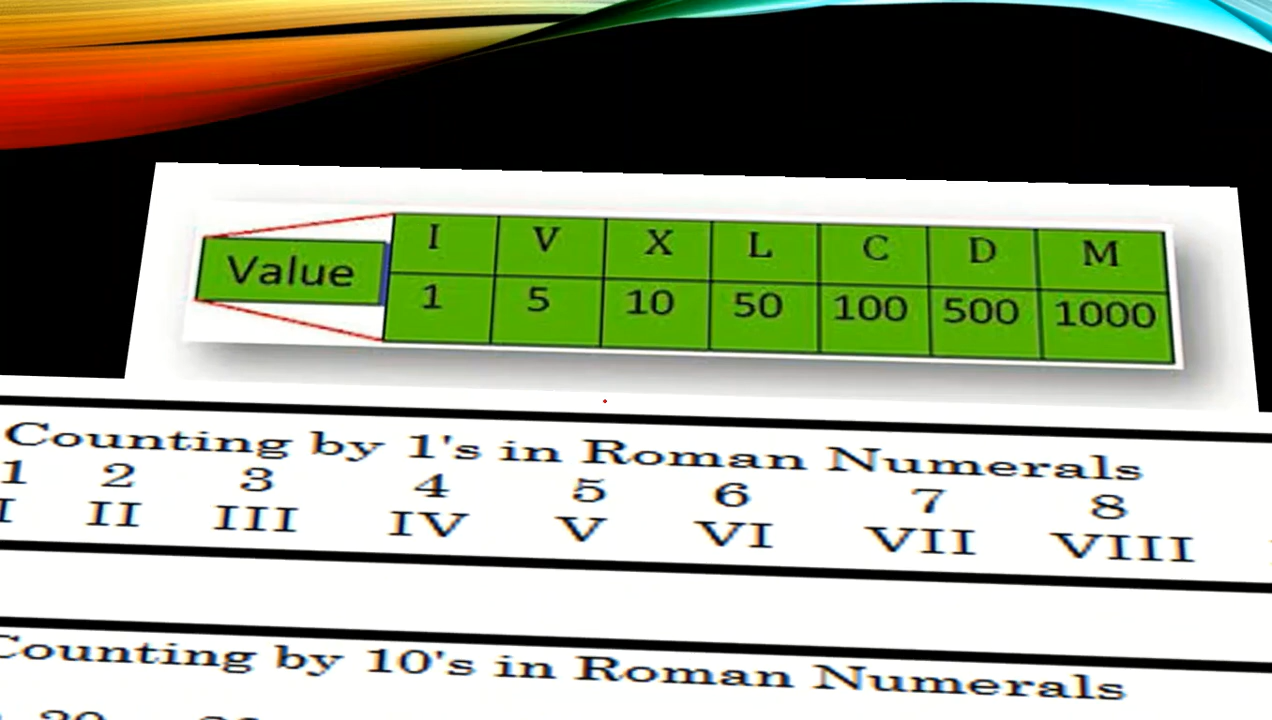 I V X L C D M
Value
1 5 10 50 100 500 1000
Counting by 1's in Roman Numerals
1 2 3 4 5 6 7 8
I II III IV V VI VII VIII
Counting by 10's in Roman Numerals